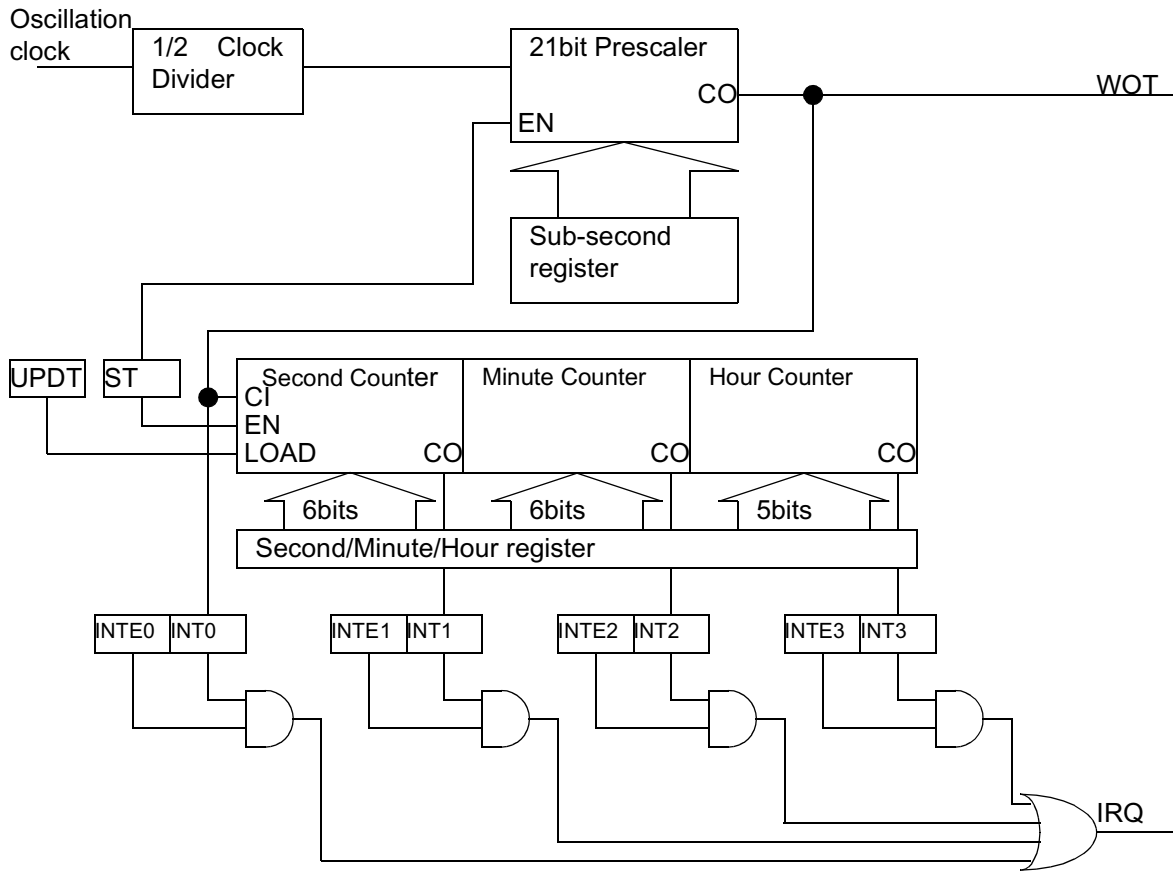 Oscillation
clock
1/2 Clock
Divider
21bit Prescaler
CO
WOT
EN
Sub-second
register
UPDT
ST
Second Counter
Minute Counter
Hour Counter
CI
EN
LOAD
CO
CO
CO
6bits
6bits
5bits
Second/Minute/Hour register
INTE0
INT0
INTE1
INT1
INTE2
INT2
INTE3
INT3
IRQ